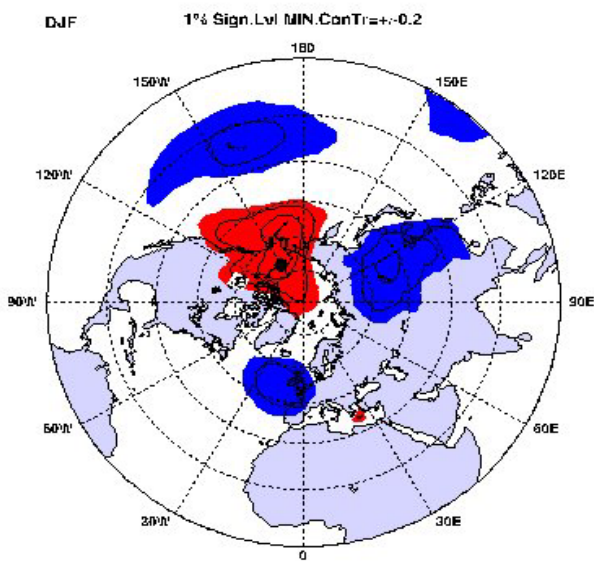 DJF
1% Sign.Lvl MIN.ConTr=+/-0.2
180
150W
150E
120W
120E
90W
90E
60W
60E
30W
30E
0